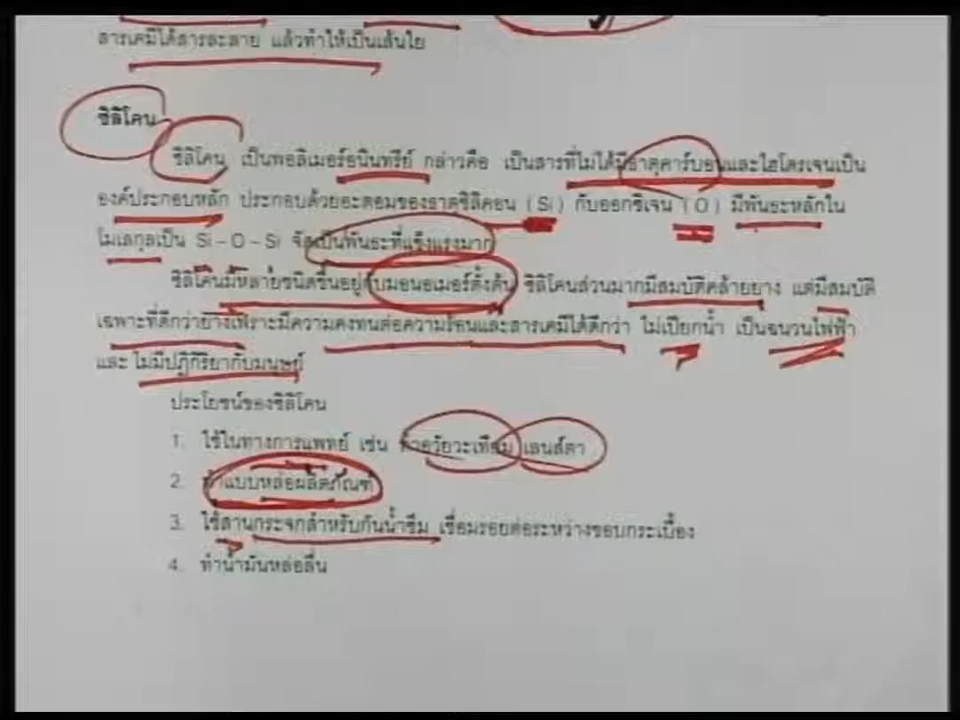 สารเคมีได้สารละลาย แล้วทำให้เป็นเส้นใย
ซิลิโคน
ซิลิโคน เป็นพอลิเมอร์อนินทรีย์ กล่าวคือ เป็นสารที่ไม่ได้มีธาตุคาร์บอนและไฮโดรเจนเป็น
องค์ประกอบหลัก ประกอบด้วยอะตอมของธาตุซิลิคอน (Si) กับออกซิเจน (O) มีพันธะหลักใน
โมเลกุลเป็น Si – O – Si จัดเป็นพันธะที่แข็งแรงมาก
ซิลิโคนมีหลายชนิดขึ้นอยู่กับมอนอเมอร์ตั้งต้น ซิลิโคนส่วนมากมีสมบัติคล้ายยาง แต่มีสมบัติ
เฉพาะที่ดีกว่ายางเพราะมีความคงทนต่อความร้อนและสารเคมีได้ดีกว่า ไม่เปียกน้ำ เป็นฉนวนไฟฟ้า
และ ไม่มีปฏิกิริยากับมนุษย์
ประโยชน์ของซิลิโคน
1. ใช้ในทางการแพทย์ เช่น ทำอวัยวะเทียม เลนส์ตา
2. ทำแบบหล่อผลิตภัณฑ์
3. ใช้สานกระจกสำหรับกันน้ำซึม เชื่อมรอยต่อระหว่างขอบกระเบื้อง
4. ทำน้ำมันหล่อลื่น